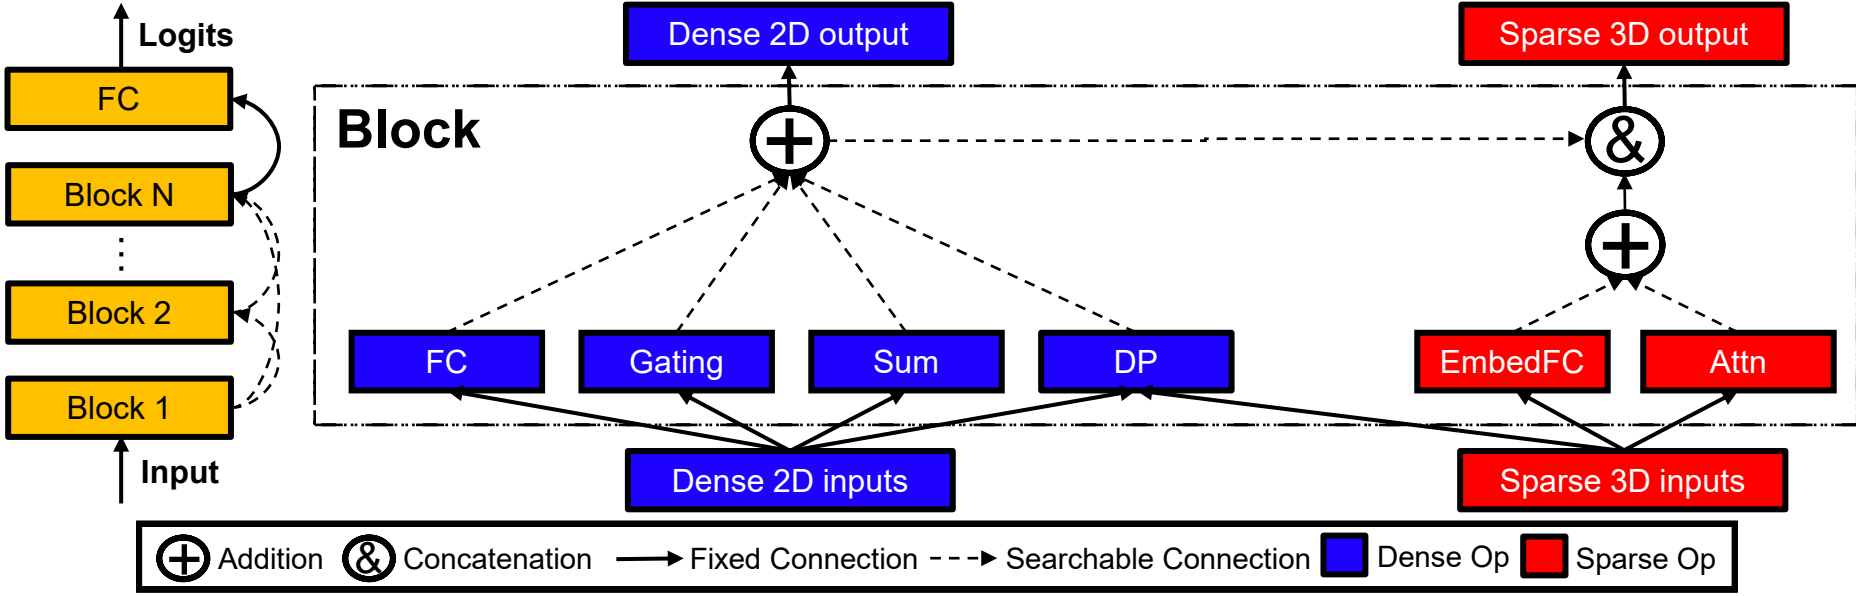 Logits
FC
Block N
⋮
Block 2
Block 1
Input
Dense 2D output
Sparse 3D output
Block
+
&
+
FC
Gating
Sum
DP
EmbedFC
Attn
Dense 2D inputs
Sparse 3D inputs
+ Addition & Concatenation Fixed Connection Searchable Connection Dense Op Sparse Op